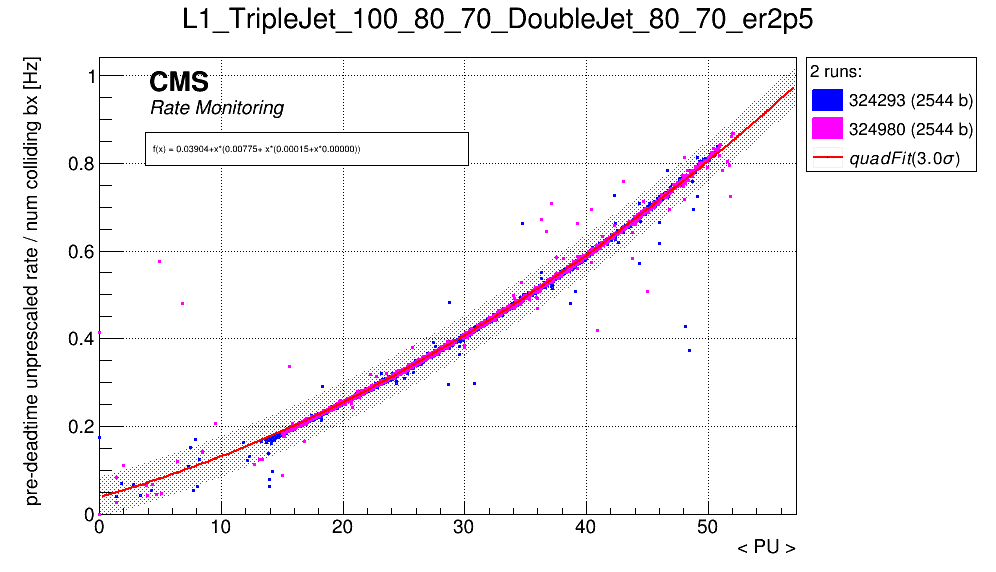 L1_TripleJet_100_80_70_DoubleJet_80_70_er2p5
pre-deadtime unprescaled rate / num colliding bx [Hz]
CMS
Rate Monitoring
f(x) = 0.03904+x*(0.00775+ x*(0.00015+x*0.00000))
1
0.8
0.6
0.4
0.2
0
0 10 20 30 40 50
< PU >
2 runs:
324293 (2544 b)
324980 (2544 b)
quadFit(3.0σ)